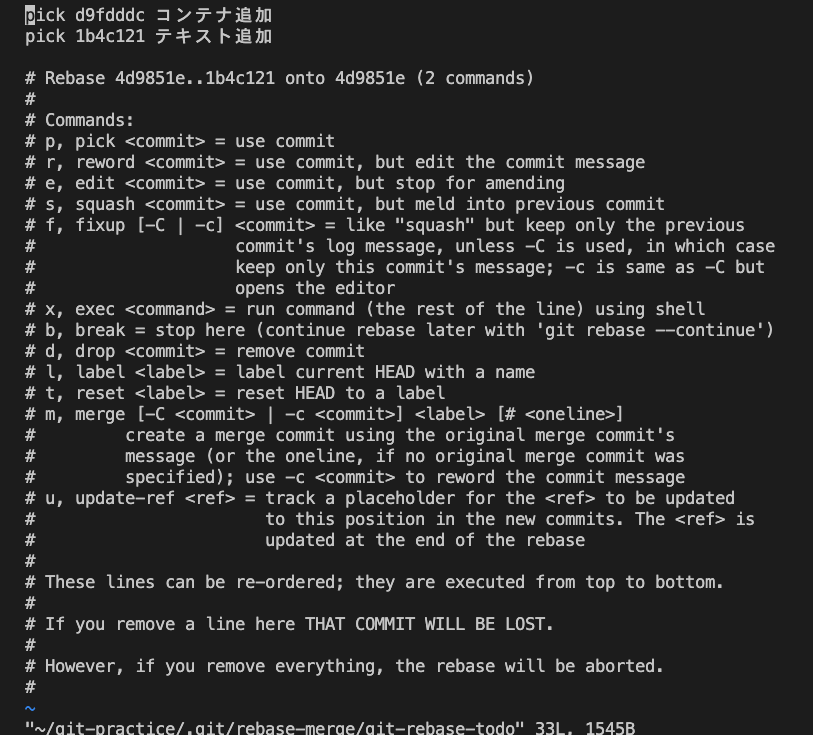 pick d9fdddc コンテナ追加
pick 1b4c121 テキスト追加
# Rebase 4d9851e..1b4c121 onto 4d9851e (2 commands)
#
# Commands:
# p, pick <commit> = use commit
# r, reword <commit> = use commit, but edit the commit message
# e, edit <commit> = use commit, but stop for amending
# s, squash <commit> = use commit, but meld into previous commit
# f, fixup [-C | -c] <commit> = like "squash" but keep only the previous
#                    commit's log message, unless -C is used, in which case
#                    keep only this commit's message; -c is same as -C but
#                    opens the editor
# x, exec <command> = run command (the rest of the line) using shell
# b, break = stop here (continue rebase later with 'git rebase --continue')
# d, drop <commit> = remove commit
# l, label <label> = label current HEAD with a name
# t, reset <label> = reset HEAD to a label
# m, merge [-C <commit> | -c <commit>] <label> [# <oneline>]
#         create a merge commit using the original merge commit's
#         message (or the oneline, if no original merge commit was
#         specified); use -c <commit> to reword the commit message
# u, update-ref <ref> = track a placeholder for the <ref> to be updated
#                       to this position in the new commits. The <ref> is
#                       updated at the end of the rebase
#
# These lines can be re-ordered; they are executed from top to bottom.
#
# If you remove a line here THAT COMMIT WILL BE LOST.
#
# However, if you remove everything, the rebase will be aborted.
#
~
"~/git-practice/.git/rebase-merge/git-rebase-todo" 33L, 1545B